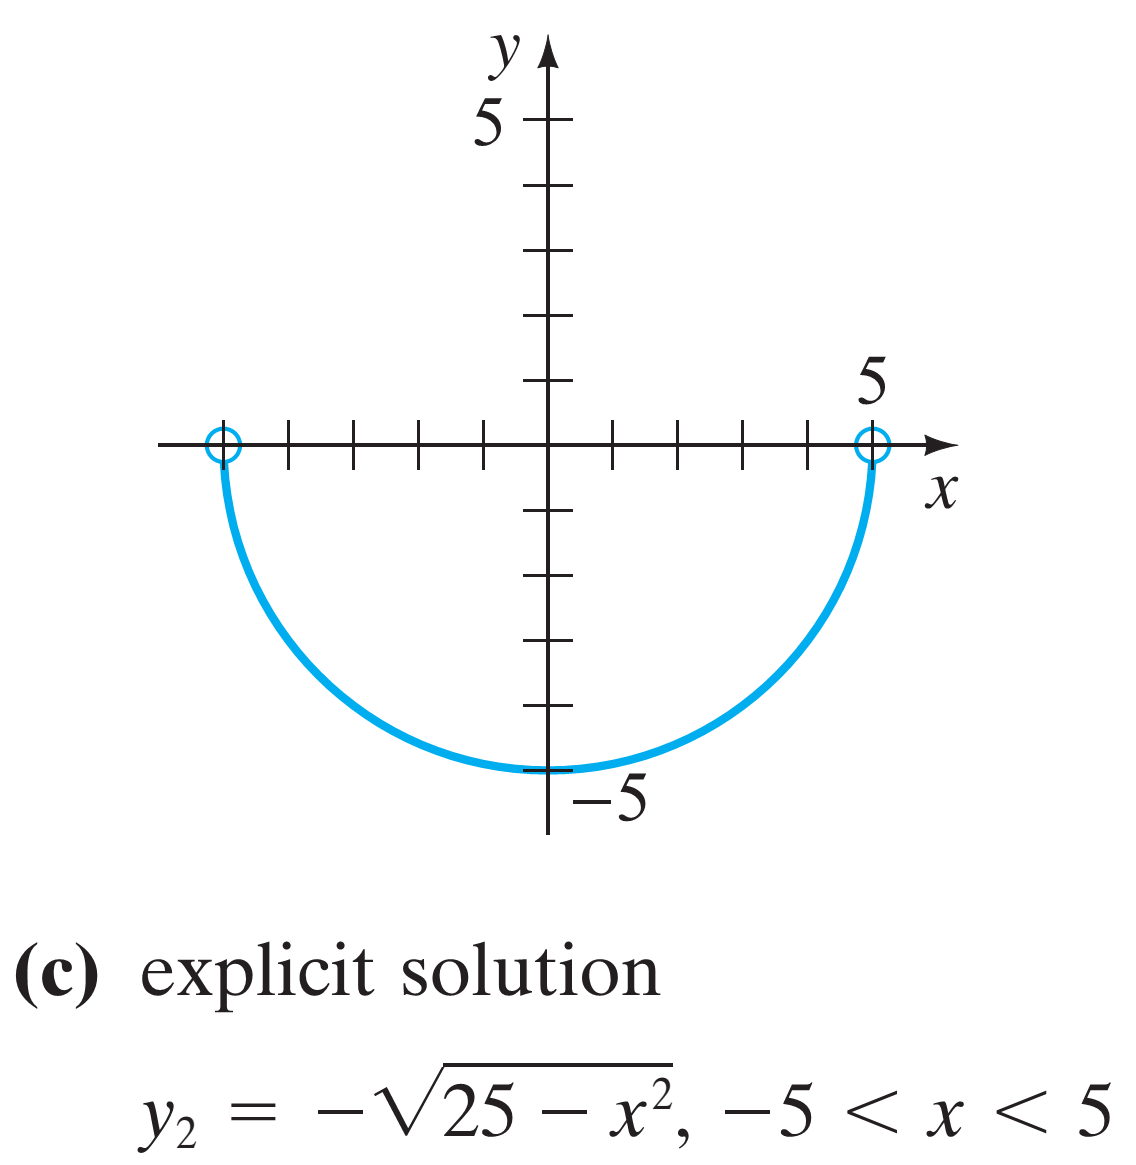 y
5
5
x
−5
(c) explicit solution
y₂ = −√25 − x², −5 < x < 5